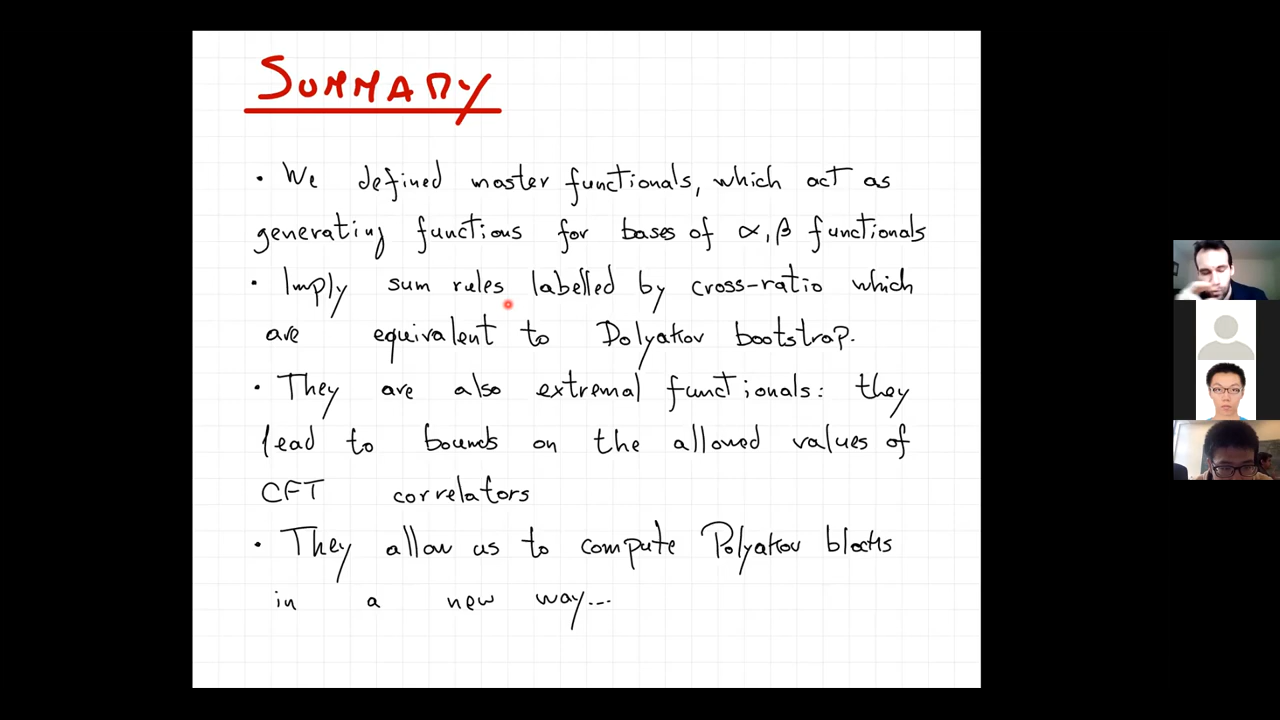 SUMMARY
• We defined master functionals, which act as
generating functions for bases of α, β functionals
• Imply sum rules labelled by cross-ratio which
are equivalent to Polyakov bootstrap.
• They are also extremal functionals: they
lead to bounds on the allowed values of
CFT correlators
• They allow us to compute Polyakov blocks
in a new way...